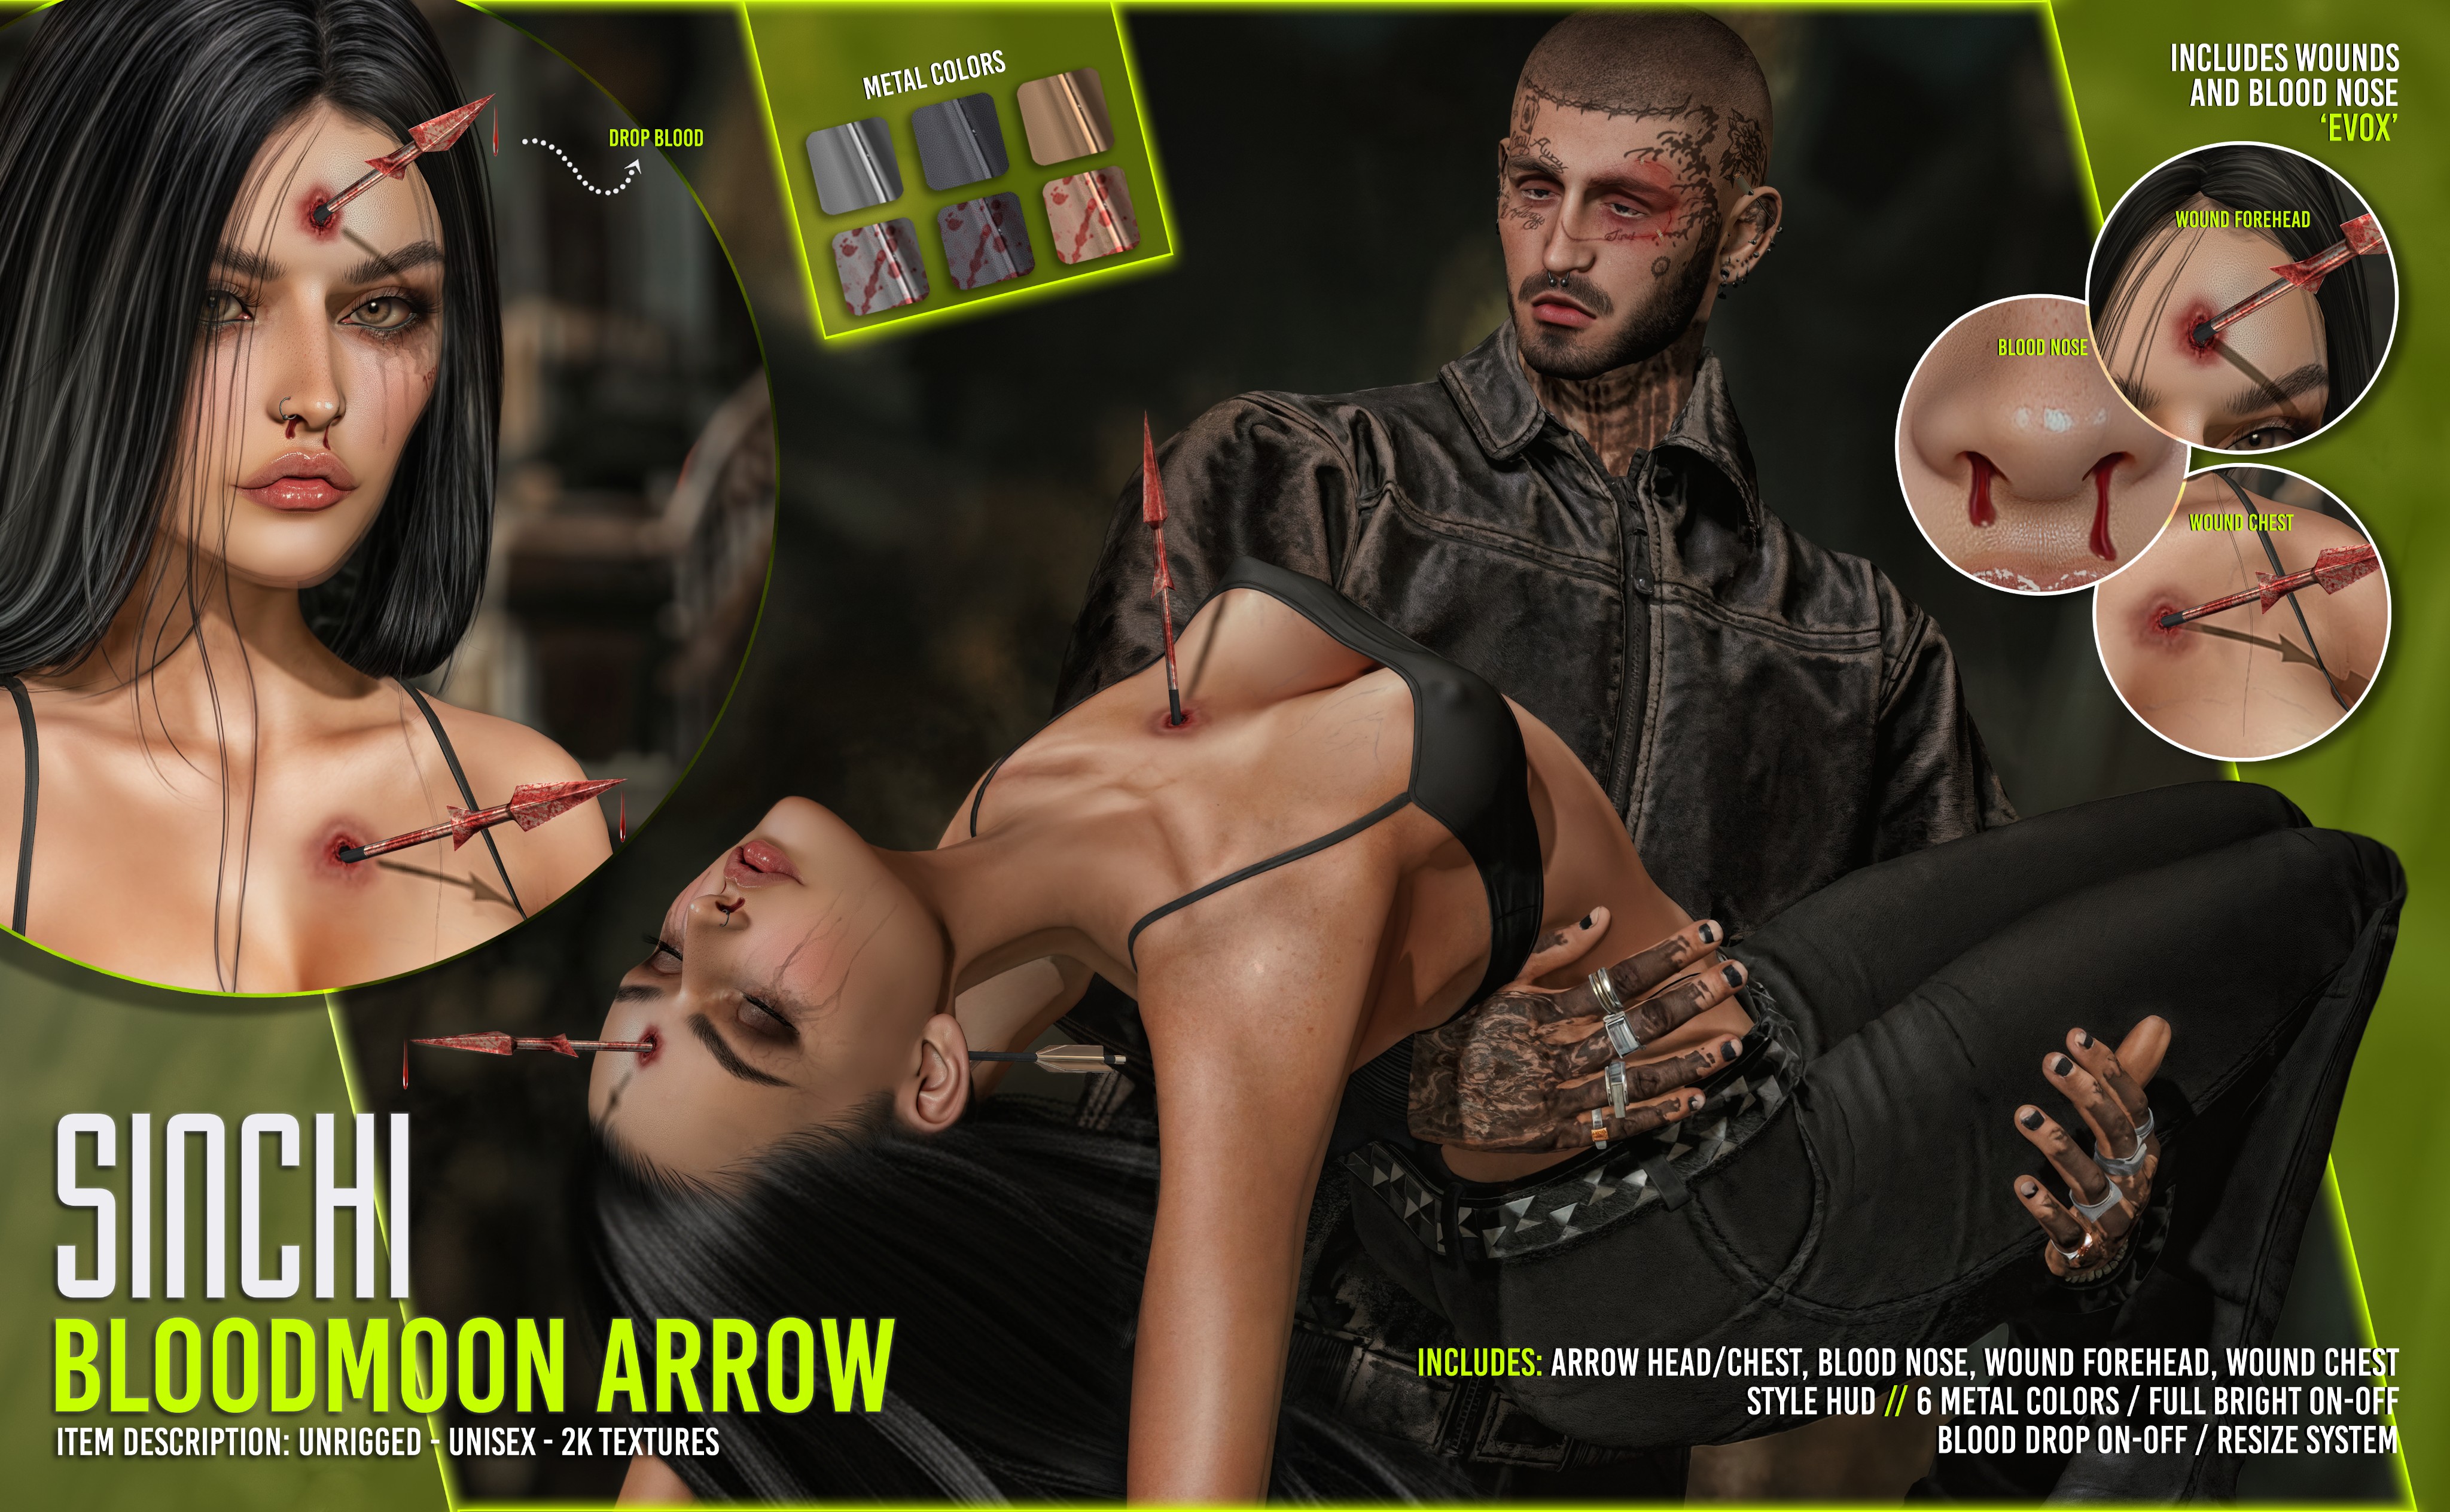 METAL COLORS
DROP BLOOD
INCLUDES WOUNDS
AND BLOOD NOSE
‘EVOX’
WOUND FOREHEAD
BLOOD NOSE
WOUND CHEST
SINCHI
BLOODMOON ARROW
ITEM DESCRIPTION: UNRIGGED - UNISEX - 2K TEXTURES
INCLUDES: ARROW HEAD/CHEST, BLOOD NOSE, WOUND FOREHEAD, WOUND CHEST
STYLE HUD // 6 METAL COLORS / FULL BRIGHT ON-OFF
BLOOD DROP ON-OFF / RESIZE SYSTEM